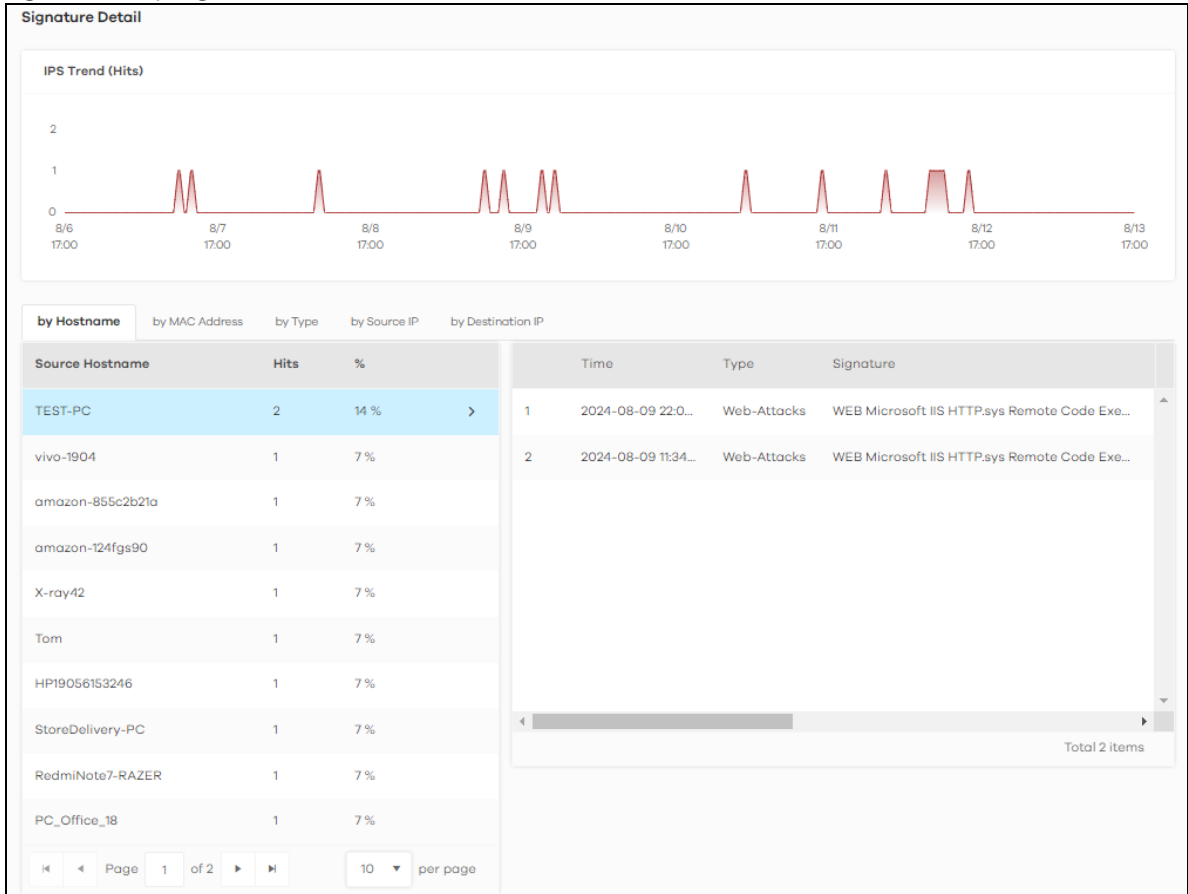 Signature Detail
IPS Trend (Hits)
2
1
0
8/6 8/7 8/8 8/9 8/10 8/11 8/12 8/13
17:00 17:00 17:00 17:00 17:00 17:00 17:00 17:00
by Hostname by MAC Address by Type by Source IP by Destination IP
Source Hostname Hits %
TEST-PC 2 14 %
vivo-1904 1 7 %
amazon-855c2b21a 1 7 %
amazon-124fgs90 1 7 %
X-ray42 1 7 %
Tom 1 7 %
HP19056153246 1 7 %
StoreDelivery-PC 1 7 %
RedmiNote7-RAZER 1 7 %
PC_Office_18 1 7 %
Page 1 of 2 10 per page
Time Type Signature
1 2024-08-09 22:0... Web-Attacks WEB Microsoft IIS HTTP.sys Remote Code Exe...
2 2024-08-09 11:34... Web-Attacks WEB Microsoft IIS HTTP.sys Remote Code Exe...
Total 2 items